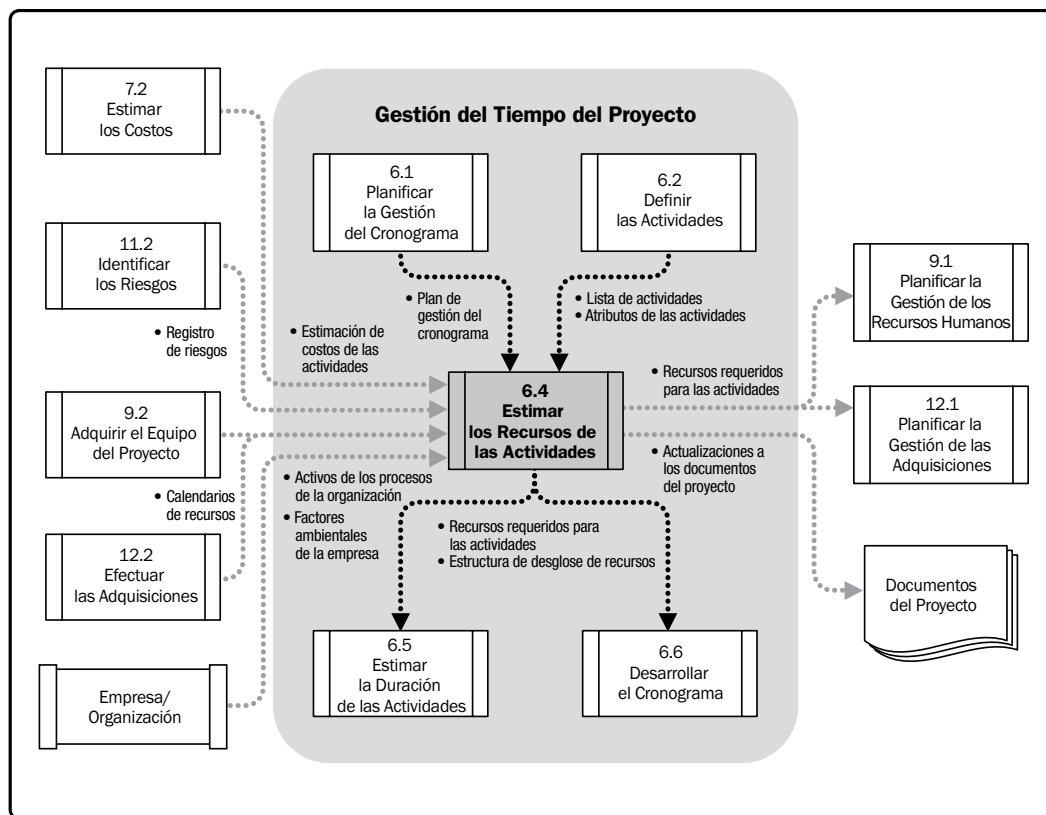 7.2
Estimar
los Costos
11.2
Identificar
los Riesgos
• Registro
de riesgos
9.2
Adquirir el Equipo
del Proyecto
• Calendarios
de recursos
12.2
Efectuar
las Adquisiciones
Empresa/
Organización
Gestión del Tiempo del Proyecto
6.1
Planificar
la Gestión
del Cronograma
6.2
Definir
las Actividades
• Plan de
gestión del
cronograma
• Lista de actividades
• Atributos de las actividades
• Estimación de
costos de las
actividades
6.4
Estimar
los Recursos de
las Actividades
• Recursos requeridos
para las actividades
• Actualizaciones a
los documentos
del proyecto
• Activos de los procesos
de la organización
• Factores
ambientales
de la empresa
• Recursos requeridos para
las actividades
• Estructura de desglose de recursos
6.5
Estimar
la Duración
de las Actividades
6.6
Desarrollar
el Cronograma
9.1
Planificar la
Gestión de los
Recursos Humanos
12.1
Planificar la
Gestión de las
Adquisiciones
Documentos
del Proyecto